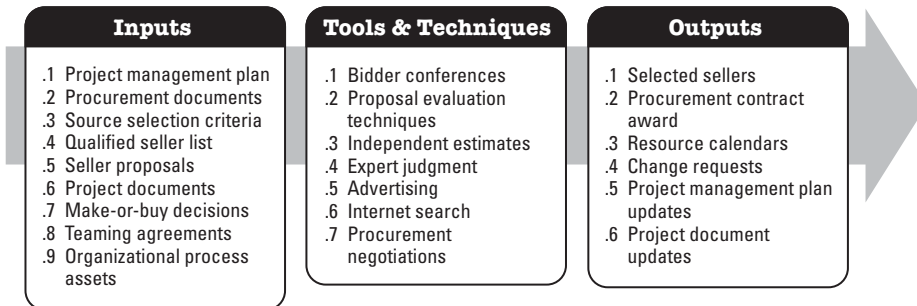 Inputs
.1 Project management plan
.2 Procurement documents
.3 Source selection criteria
.4 Qualified seller list
.5 Seller proposals
.6 Project documents
.7 Make-or-buy decisions
.8 Teaming agreements
.9 Organizational process
assets
Tools & Techniques
.1 Bidder conferences
.2 Proposal evaluation
techniques
.3 Independent estimates
.4 Expert judgment
.5 Advertising
.6 Internet search
.7 Procurement
negotiations
Outputs
.1 Selected sellers
.2 Procurement contract
award
.3 Resource calendars
.4 Change requests
.5 Project management plan
updates
.6 Project document
updates